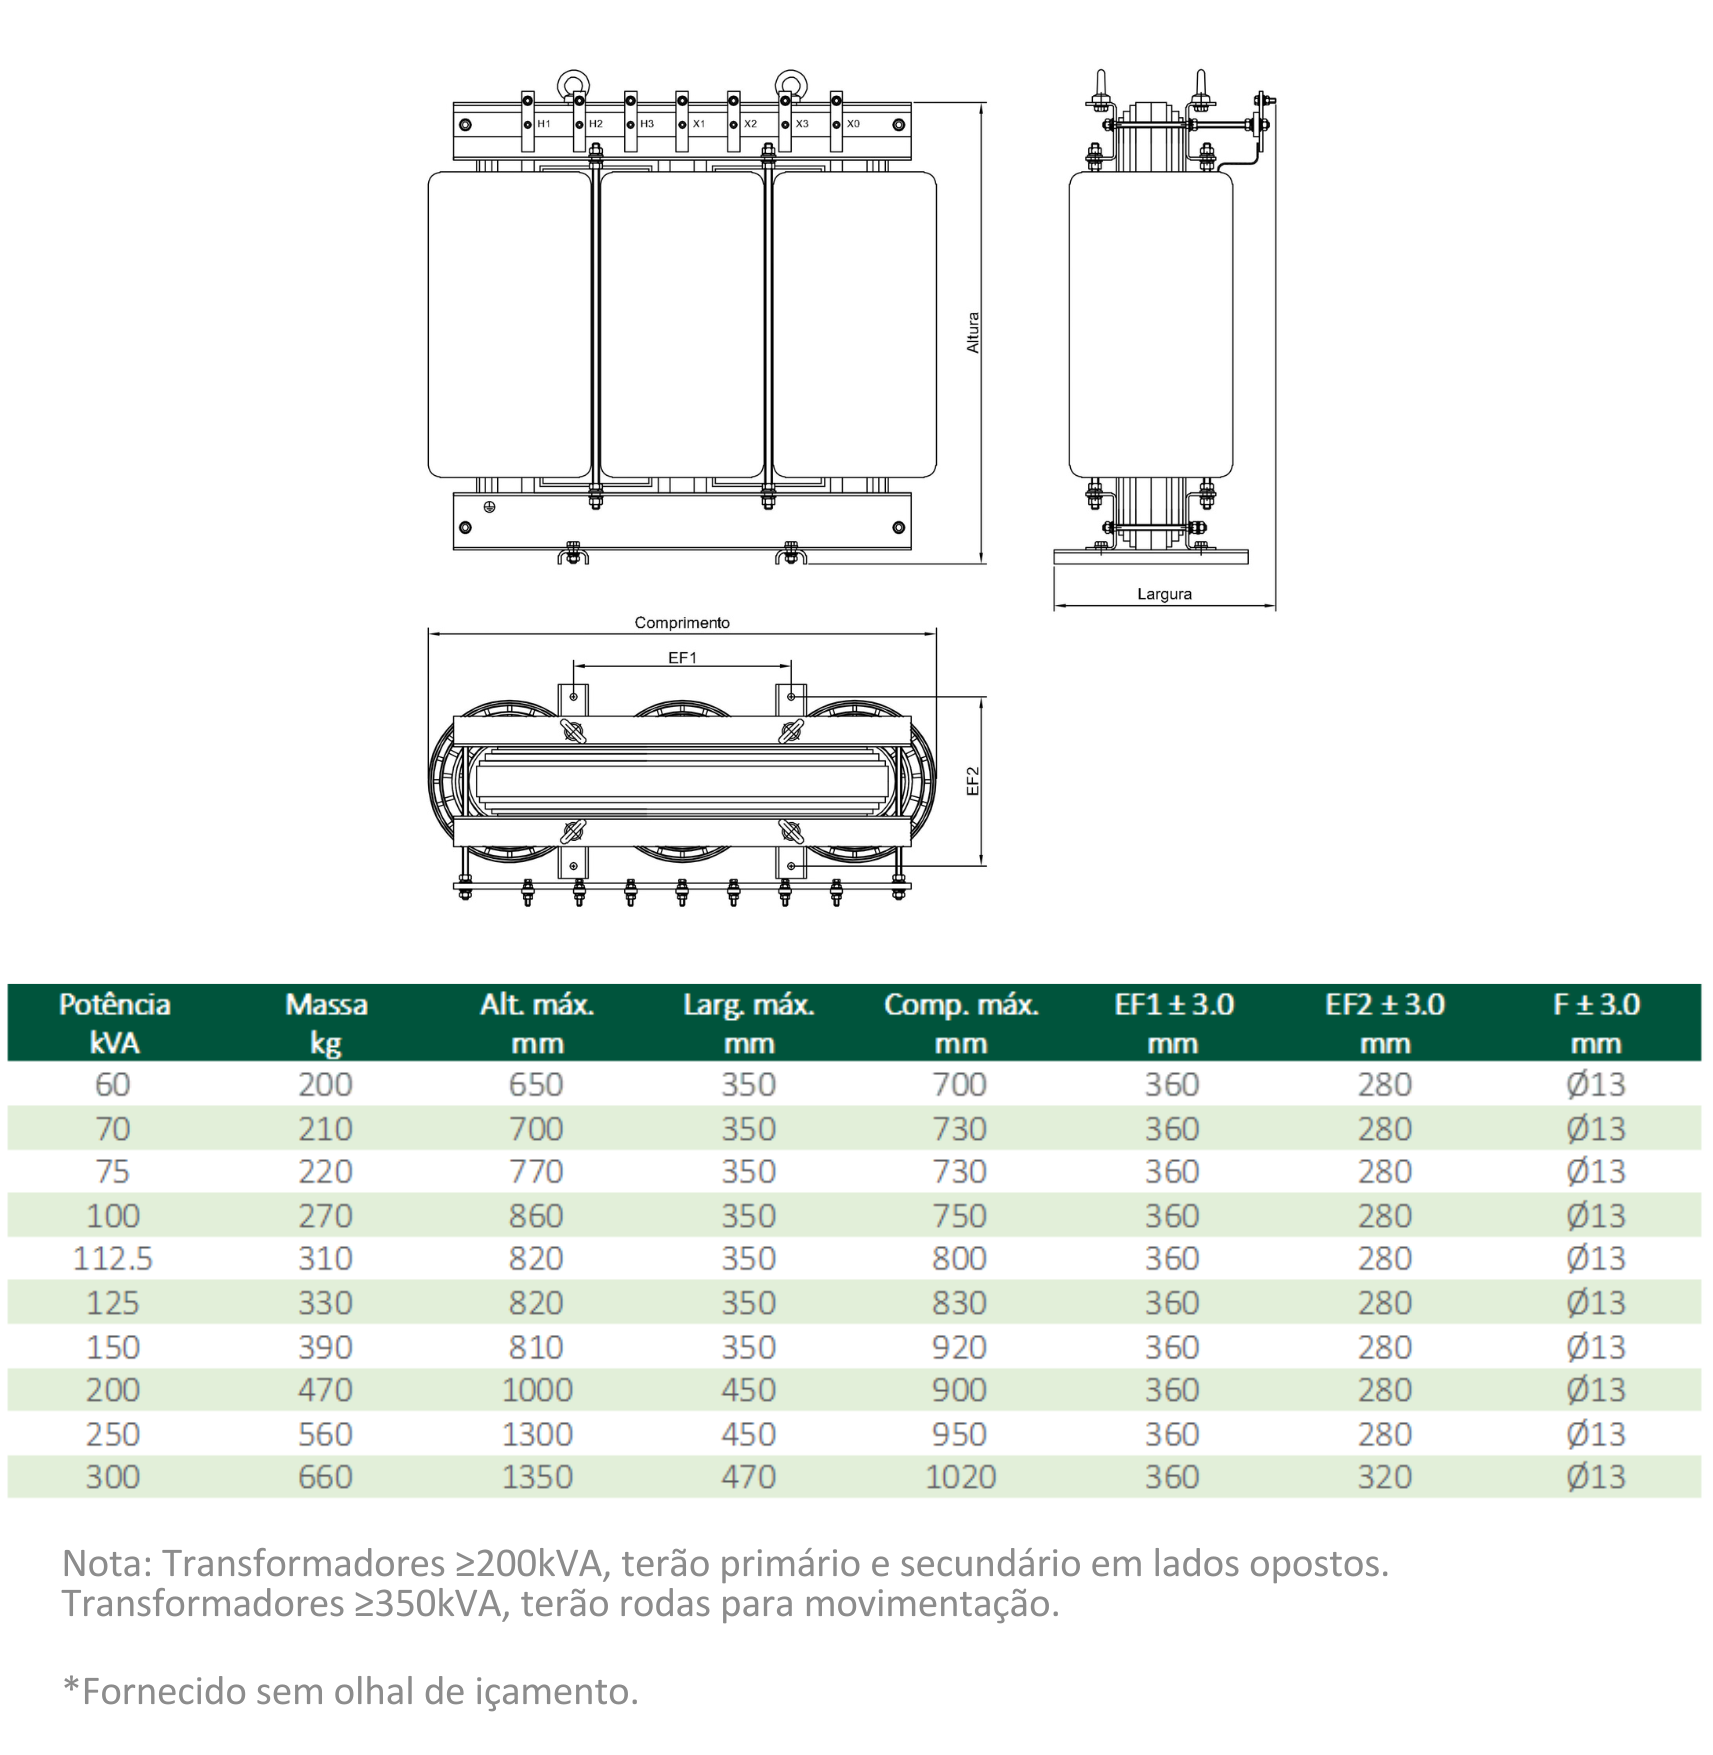 H1 H2 H3 X1 X2 X3 X0
Altura
Largura
Comprimento
EF1
EF2
Potência Massa Alt. máx. Larg. máx. Comp. máx. EF1 ± 3.0 EF2 ± 3.0 F ± 3.0
kVA kg mm mm mm mm mm mm
60 200 650 350 700 360 280 Ø13
70 210 700 350 730 360 280 Ø13
75 220 770 350 730 360 280 Ø13
100 270 860 350 750 360 280 Ø13
112.5 310 820 350 800 360 280 Ø13
125 330 820 350 830 360 280 Ø13
150 390 810 350 920 360 280 Ø13
200 470 1000 450 900 360 280 Ø13
250 560 1300 450 950 360 280 Ø13
300 660 1350 470 1020 360 320 Ø13
Nota: Transformadores ≥200kVA, terão primário e secundário em lados opostos.
Transformadores ≥350kVA, terão rodas para movimentação.
*Fornecido sem olhal de içamento.